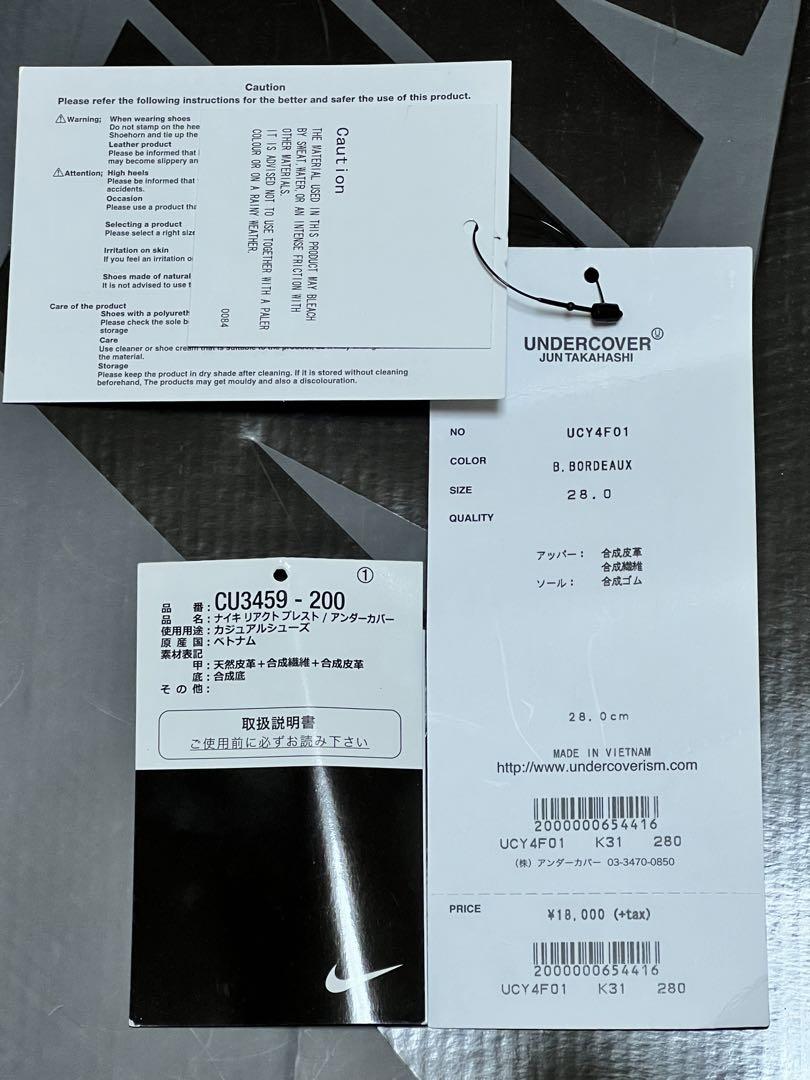 Caution
Please refer the following instructions for the better and safer the use of this product.
Warning; When wearing shoes
Do not stamp on the hee
Shoehorn and tie up the
Leather product
Please be informed that
may become slippery an
Attention; High heels
Please be informed that
accidents.
Occasion
Please use a product tha
Selecting a product
Please select a right size
Irritation on skin
If you feel an irritation o
Shoes made of natural
It is not advised to use t
Care of the product
Shoes with a polyureth
Please check the sole b
storage
Care
Use cleaner or shoe cream that is suitable to the product
the material.
Storage
Please keep the product in dry shade after cleaning. If it is stored without cleaning
beforehand, The products may get mouldy and also a discolouration.
Caution
THE MATERIAL USED IN THIS PRODUCT MAY BLEACH
BY SWEAT,WATER,OR AN INTENSE FRICTION WITH
OTHER MATERIALS.
IT IS ADVISED NOT TO USE TOGETHER WITH A PALER
COLOUR OR ON A RAINY WEATHER.
0084
UNDERCOVER U
JUN TAKAHASHI
NO UCY4F01
COLOR B.BORDEAUX
SIZE 28.0
QUALITY
アッパー： 合成皮革
合成繊維
ソール： 合成ゴム
28.0cm
MADE IN VIETNAM
http://www.undercoverism.com
2000000654416
UCY4F01 K31 280
（株）アンダーカバー 03-3470-0850
PRICE ¥18,000 (+tax)
2000000654416
UCY4F01 K31 280
①
品番：CU3459-200
品名：ナイキ リアクト プレスト / アンダーカバー
使用用途：カジュアルシューズ
原産国：ベトナム
素材表記
甲：天然皮革＋合成繊維＋合成皮革
底：合成底
その他：
取扱説明書
ご使用前に必ずお読み下さい